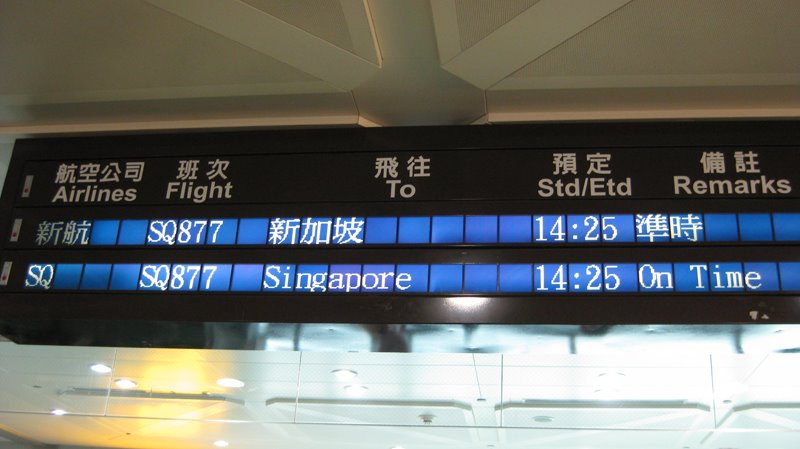 航空公司 班次 飛往 預定 備註
Airlines Flight To Std/Etd Remarks
新航 SQ877 新加坡 14:25 準時
SQ SQ877 Singapore 14:25 On Time